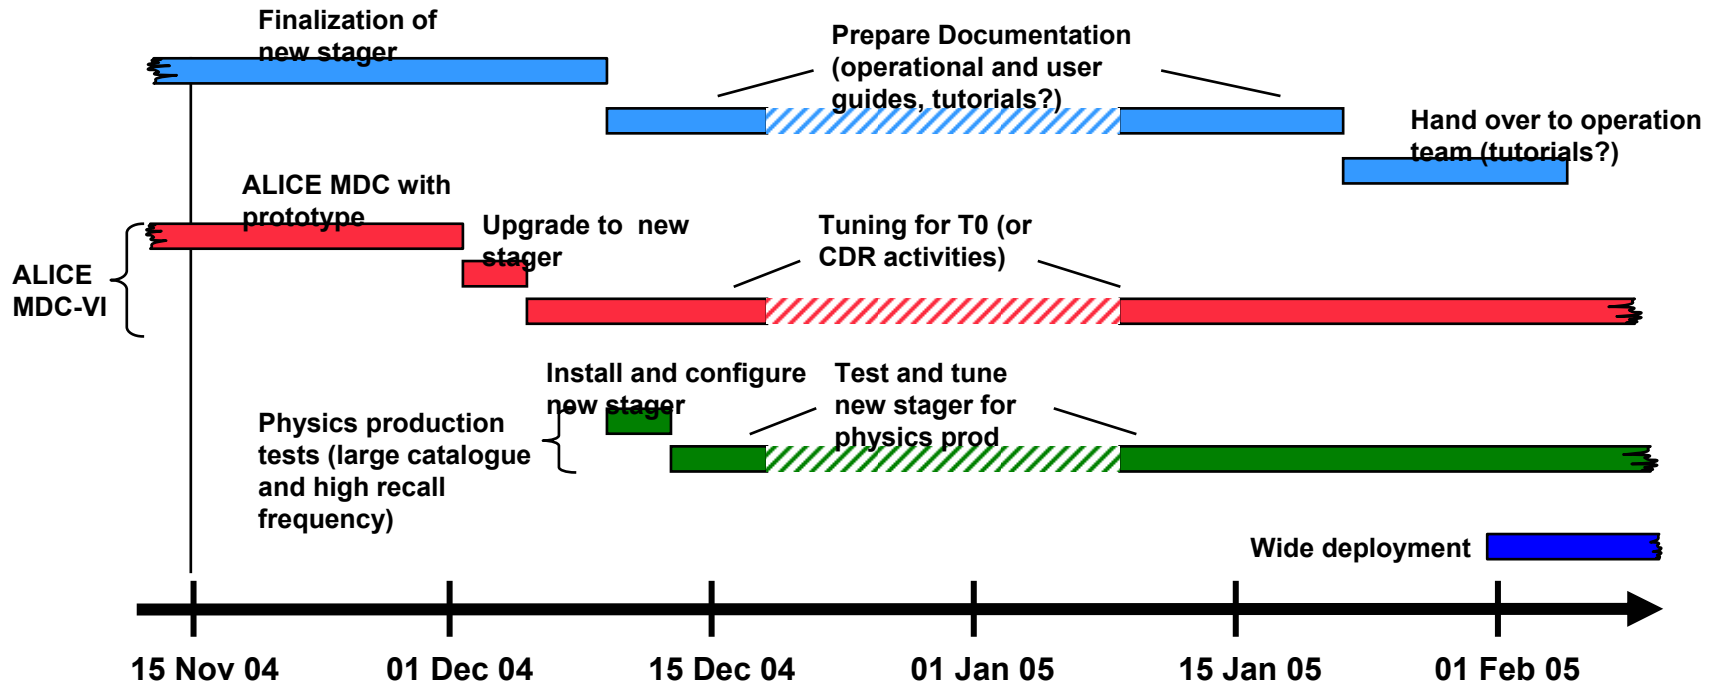 Finalization of
new stager
Prepare Documentation
(operational and user
guides, tutorials?)
Hand over to operation
team (tutorials?)
ALICE MDC with
prototype
Upgrade to  new
stager
Tuning for T0 (or
CDR activities)
ALICE
MDC-VI
Install and configure
new stager
Test and tune
new stager for
physics prod
Physics production
tests (large catalogue
and high recall
frequency)
Wide deployment
15 Nov 04
01 Dec 04
15 Dec 04
01 Jan 05
15 Jan 05
01 Feb 05